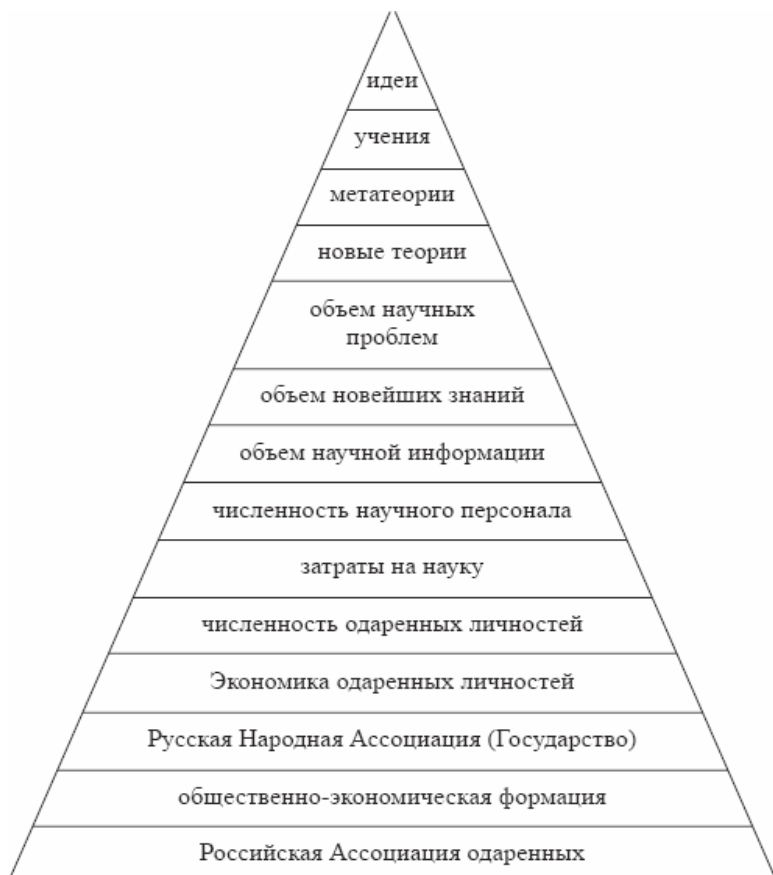 идеи
учения
метатеории
новые теории
объем научных
проблем
объем новейших знаний
объем научной информации
численность научного персонала
затраты на науку
численность одаренных личностей
Экономика одаренных личностей
Русская Народная Ассоциация (Государство)
общественно-экономическая формация
Российская Ассоциация одаренных